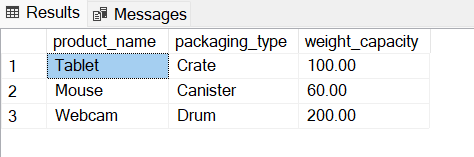 Results Messages
product_name packaging_type weight_capacity
1 Tablet Crate 100.00
2 Mouse Canister 60.00
3 Webcam Drum 200.00